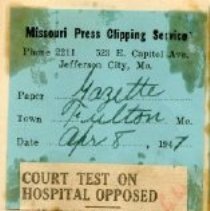 Missouri Press Clipping Service
Phone 2211 523 E. Capitol Ave.
Jefferson City, Mo.
Paper Gazette
Town Fulton Mo.
Date Apr 8, 1947
COURT TEST ON
HOSPITAL OPPOSED